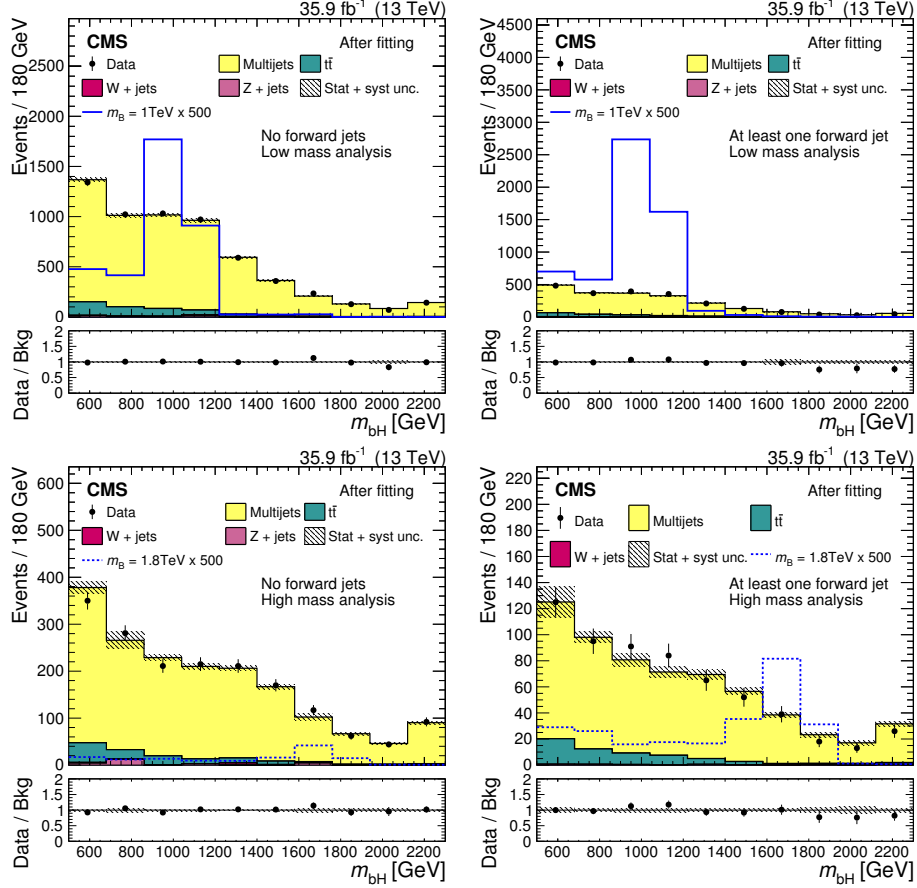 35.9 fb⁻¹ (13 TeV)
CMS
After fitting
Data
Multijets
tt̄
W + jets
Z + jets
Stat + syst unc.
m_B = 1TeV x 500
No forward jets
Low mass analysis
Events / 180 GeV
2500
2000
1500
1000
500
0
Data / Bkg
2
1.5
1
0.5
0
600 800 1000 1200 1400 1600 1800 2000 2200
m_bH [GeV]
35.9 fb⁻¹ (13 TeV)
CMS
After fitting
Data
Multijets
tt̄
W + jets
Z + jets
Stat + syst unc.
m_B = 1TeV x 500
At least one forward jet
Low mass analysis
Events / 180 GeV
4500
4000
3500
3000
2500
2000
1500
1000
500
0
Data / Bkg
2
1.5
1
0.5
0
600 800 1000 1200 1400 1600 1800 2000 2200
m_bH [GeV]
35.9 fb⁻¹ (13 TeV)
CMS
After fitting
Data
Multijets
tt̄
W + jets
Z + jets
Stat + syst unc.
m_B = 1.8TeV x 500
No forward jets
High mass analysis
Events / 180 GeV
600
500
400
300
200
100
0
Data / Bkg
2
1.5
1
0.5
0
600 800 1000 1200 1400 1600 1800 2000 2200
m_bH [GeV]
35.9 fb⁻¹ (13 TeV)
CMS
After fitting
Data
Multijets
tt̄
W + jets
Stat + syst unc.
m_B = 1.8TeV x 500
At least one forward jet
High mass analysis
Events / 180 GeV
220
200
180
160
140
120
100
80
60
40
20
0
Data / Bkg
2
1.5
1
0.5
0
600 800 1000 1200 1400 1600 1800 2000 2200
m_bH [GeV]